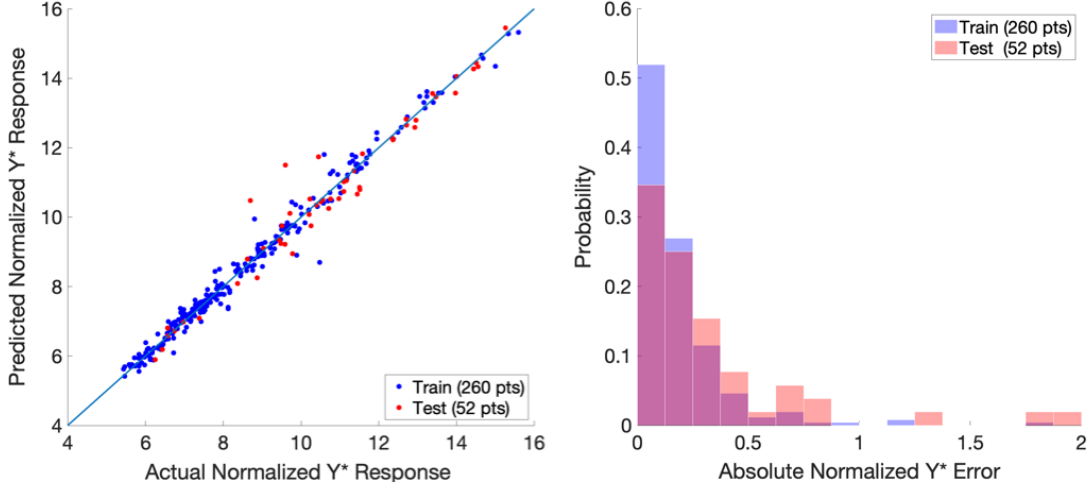 Predicted Normalized Y* Response
16
14
12
10
8
6
4
4 6 8 10 12 14 16
Actual Normalized Y* Response
Train (260 pts)
Test (52 pts)
Probability
0.6
0.5
0.4
0.3
0.2
0.1
0
0 0.5 1 1.5 2
Absolute Normalized Y* Error
Train (260 pts)
Test (52 pts)